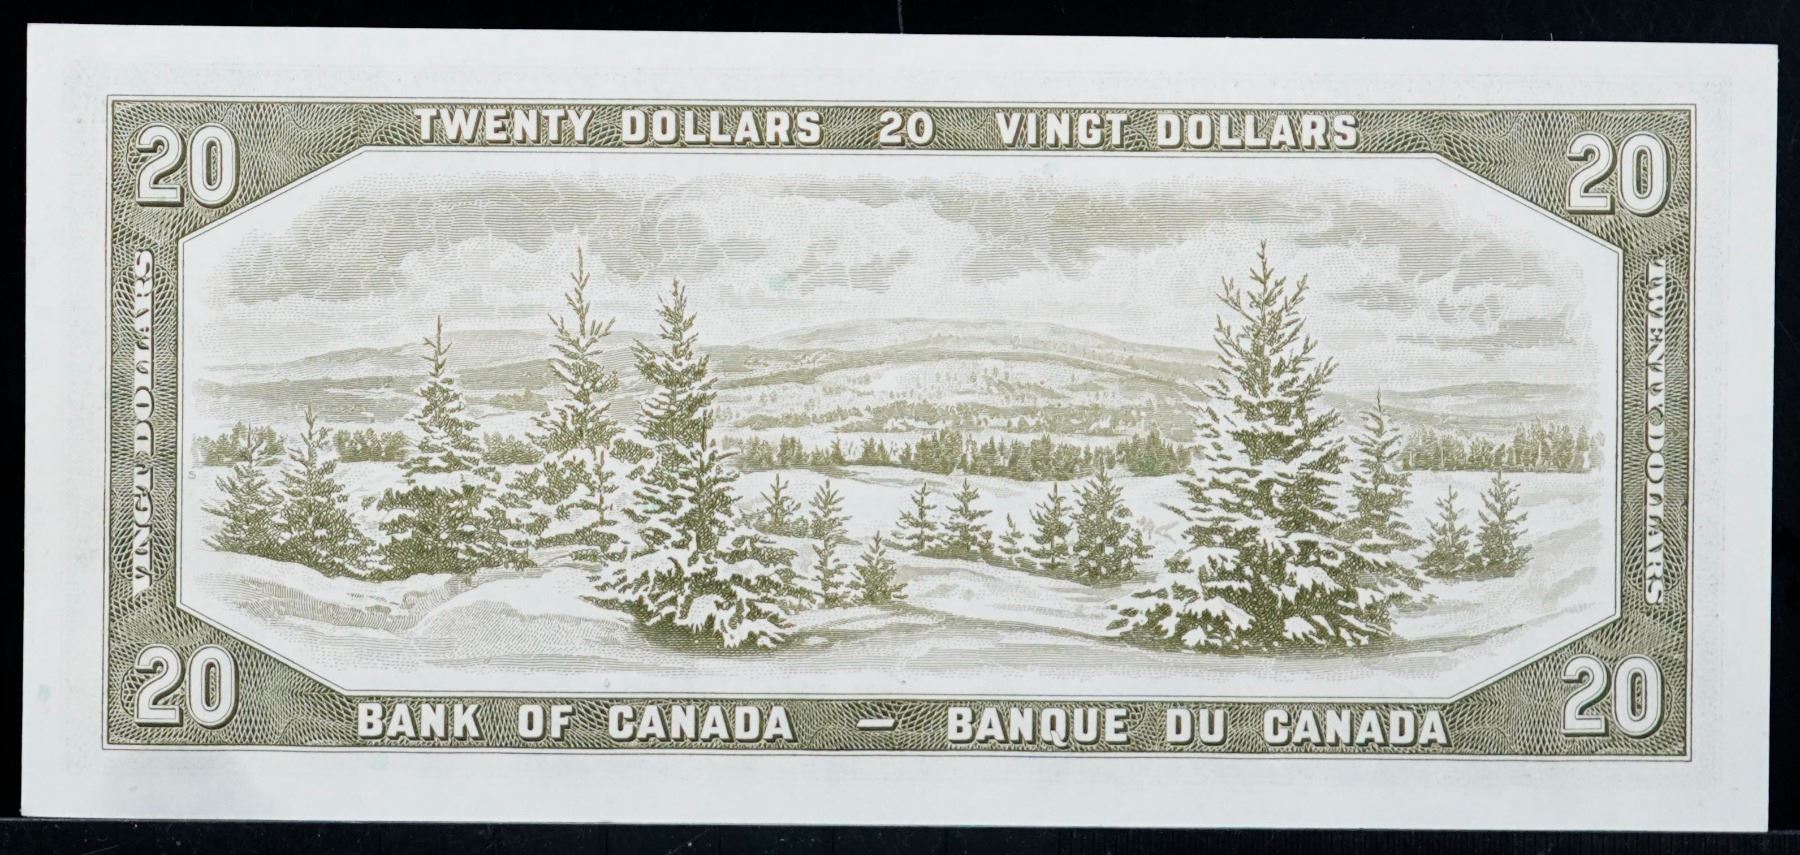 TWENTY DOLLARS 20 VINGT DOLLARS
20
20
VINGT DOLLARS
TWENTY DOLLARS
S
20
20
BANK OF CANADA — BANQUE DU CANADA